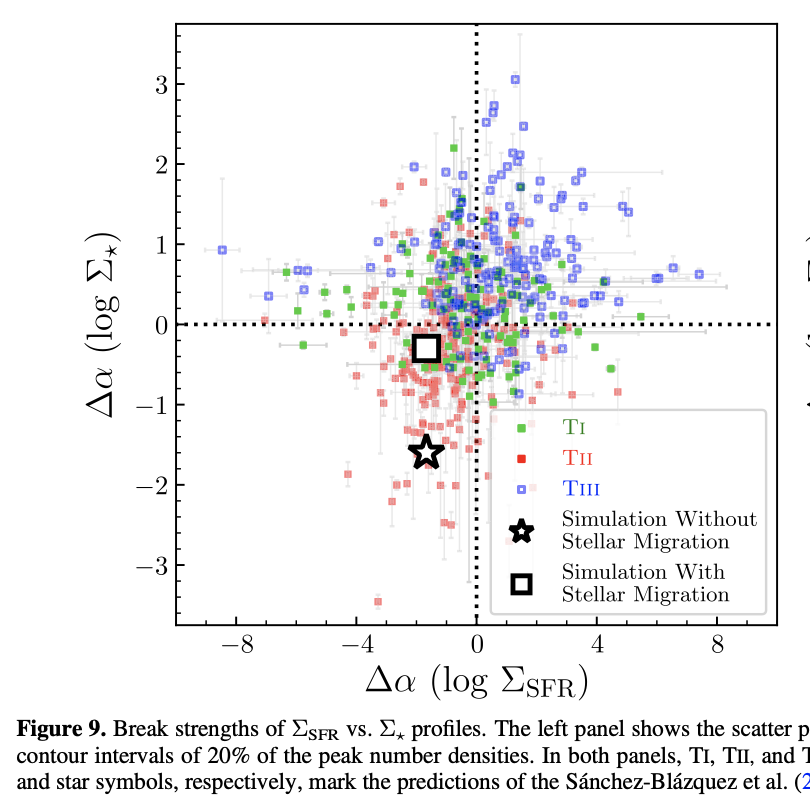 3
2
1
0
−1
−2
−3
Δα (log Σ⋆)
TI
TII
TIII
Simulation Without
Stellar Migration
Simulation With
Stellar Migration
−8 −4 0 4 8
Δα (log ΣSFR)
Figure 9. Break strengths of ΣSFR vs. Σ⋆ profiles. The left panel shows the scatter p
contour intervals of 20% of the peak number densities. In both panels, TI, TII, and T
and star symbols, respectively, mark the predictions of the Sánchez-Blázquez et al. (2